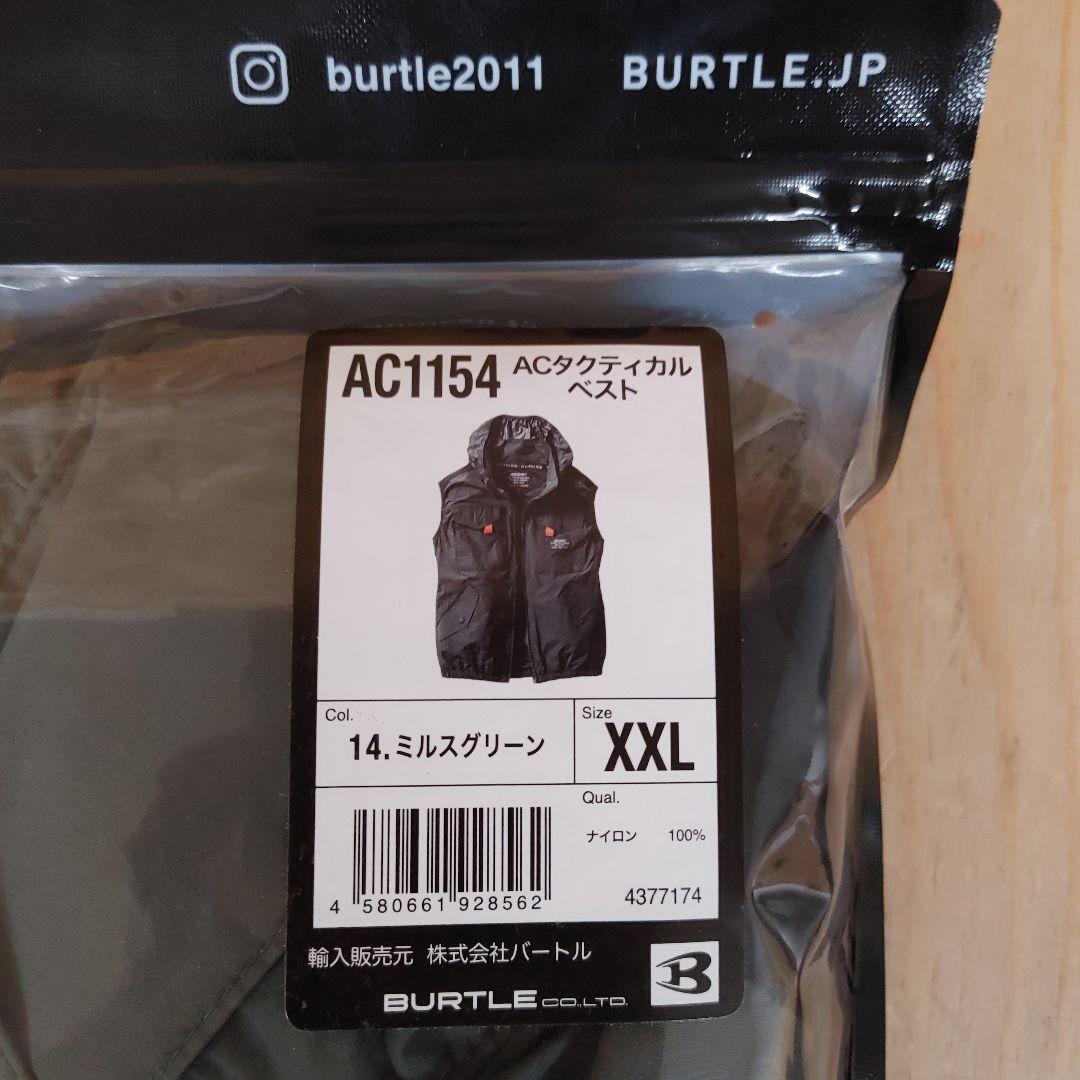 burtle2011 BURTLE.JP
AC1154 ACタクティカル
ベスト
Col. Size
14.ミルスグリーン XXL
Qual.
ナイロン 100%
4 580661 928562 4377174
輸入販売元 株式会社バートル
BURTLE CO.,LTD.